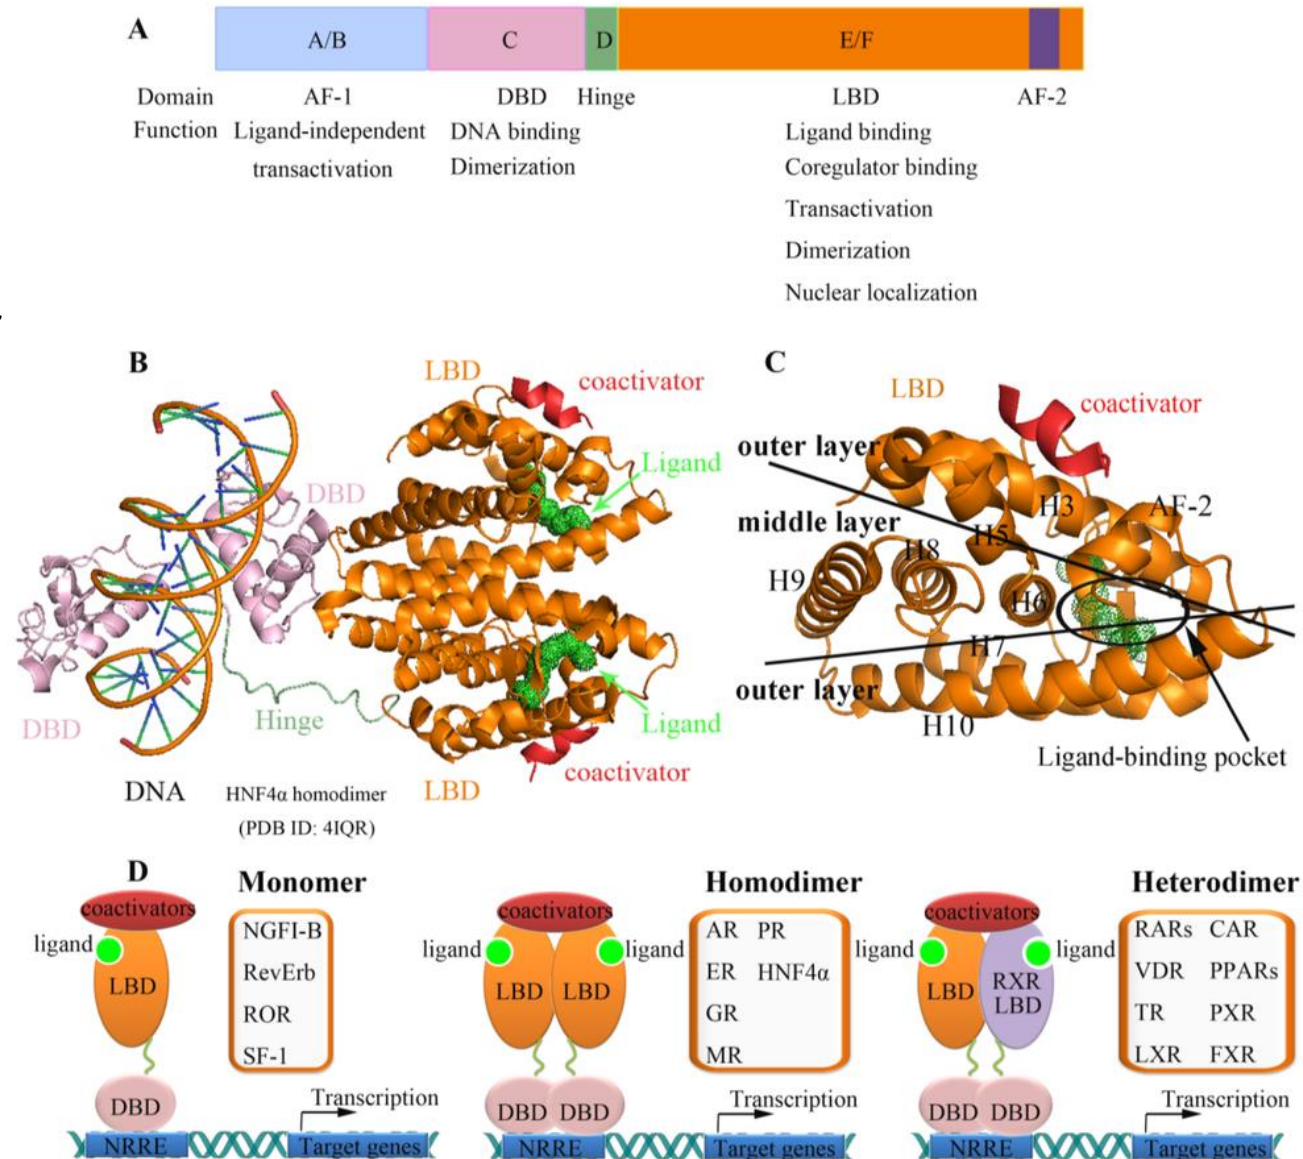 A
A/B C D E/F
Domain AF-1 DBD Hinge LBD AF-2
Function Ligand-independent DNA binding Ligand binding
transactivation Dimerization Coregulator binding
Transactivation
Dimerization
Nuclear localization
B
LBD
coactivator
Ligand
DBD
DBD
Hinge
Ligand
coactivator
LBD
DNA
HNF4α homodimer
(PDB ID: 4IQR)
C
LBD
coactivator
outer layer
H3
AF-2
middle layer
H5
H8
H9
H6
H7
outer layer
H10
Ligand-binding pocket
D
Monomer
coactivators
ligand
LBD
DBD
NRRE
NGFI-B
RevErb
ROR
SF-1
Transcription
Target genes
Homodimer
coactivators
ligand ligand
LBD LBD
DBD DBD
NRRE
AR PR
ER HNF4α
GR
MR
Transcription
Target genes
Heterodimer
coactivators
ligand ligand
LBD RXR
LBD
DBD DBD
NRRE
RARs CAR
VDR PPARs
TR PXR
LXR FXR
Transcription
Target genes